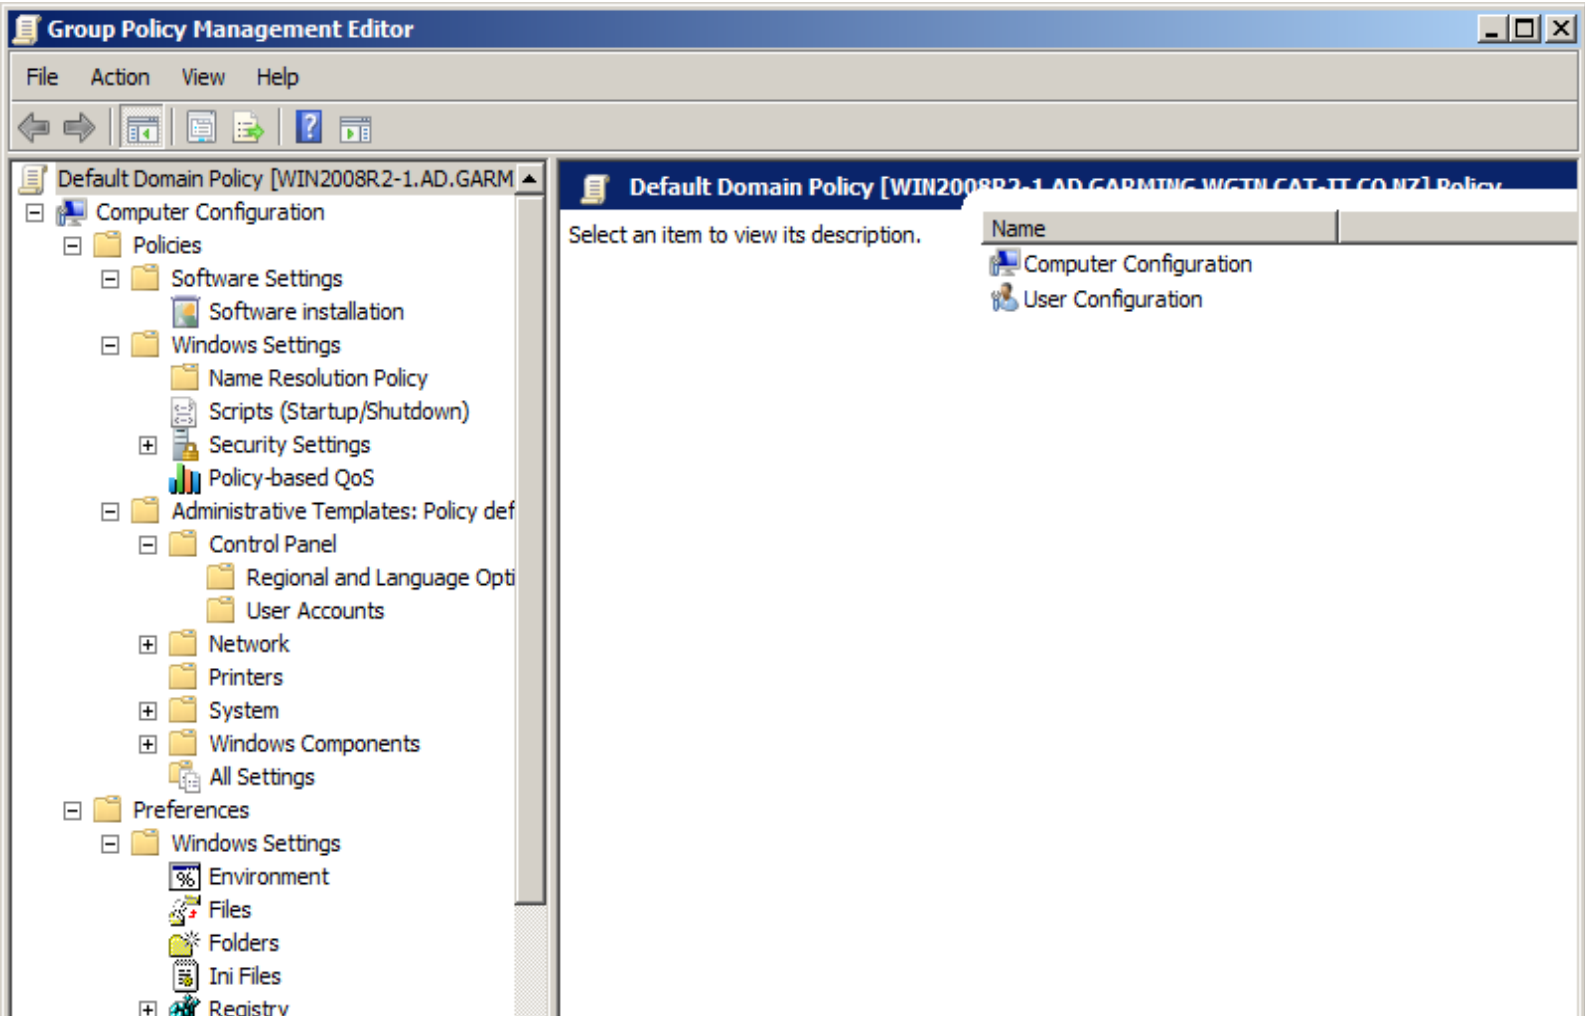 Group Policy Management Editor
File Action View Help
Default Domain Policy [WIN2008R2-1.AD.GARM
Computer Configuration
Policies
Software Settings
Software installation
Windows Settings
Name Resolution Policy
Scripts (Startup/Shutdown)
Security Settings
Policy-based QoS
Administrative Templates: Policy def
Control Panel
Regional and Language Opti
User Accounts
Network
Printers
System
Windows Components
All Settings
Preferences
Windows Settings
Environment
Files
Folders
Ini Files
Registry
Default Domain Policy [WIN2008R2-1.AD.GARMING.WGTN.CAT-IT.CO.NZ] Policy
Select an item to view its description.
Name
Computer Configuration
User Configuration